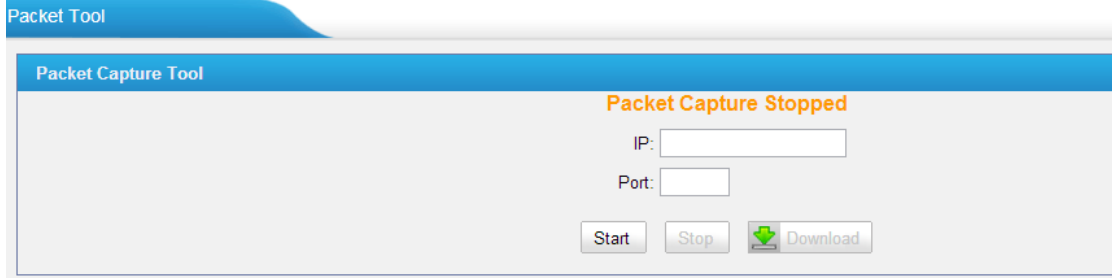 Packet Tool
Packet Capture Tool
Packet Capture Stopped
IP:
Port:
Start Stop Download